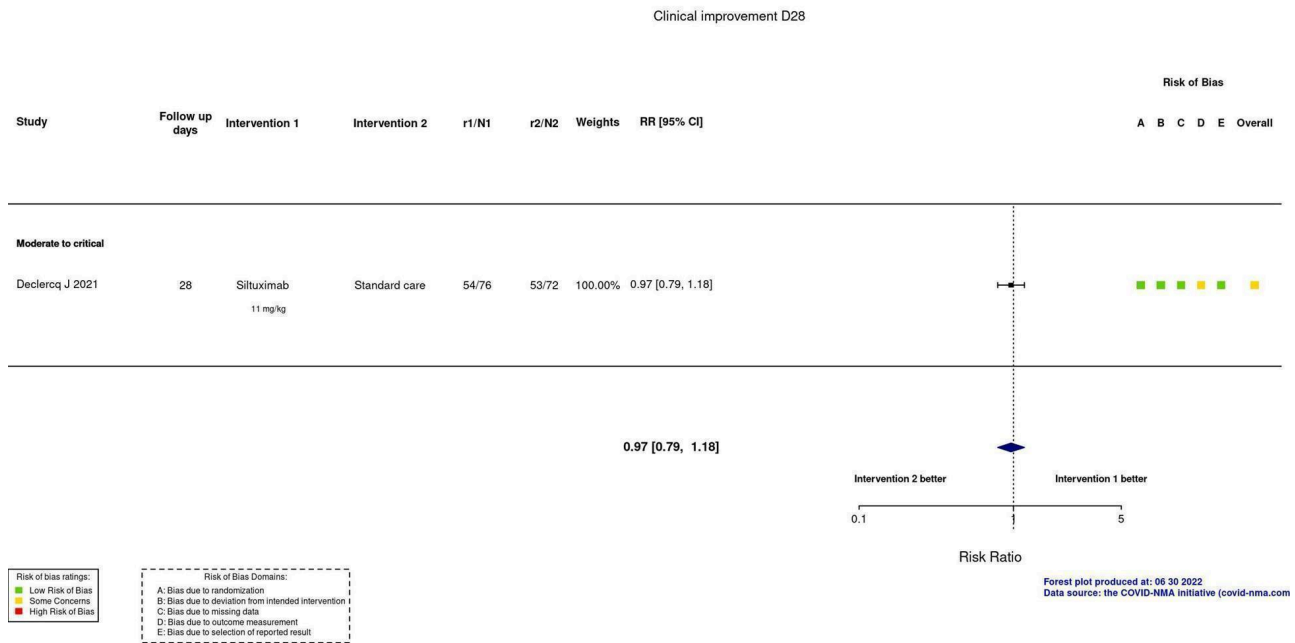 Clinical improvement D28
Risk of Bias
Study Follow up days Intervention 1 Intervention 2 r1/N1 r2/N2 Weights RR [95% CI] A B C D E Overall
Moderate to critical
Declercq J 2021 28 Siltuximab Standard care 54/76 53/72 100.00% 0.97 [0.79, 1.18]
11 mg/kg
0.97 [0.79, 1.18]
Intervention 2 better Intervention 1 better
0.1 1 5
Risk Ratio
Risk of bias ratings:
Low Risk of Bias
Some Concerns
High Risk of Bias
Risk of Bias Domains:
A: Bias due to randomization
B: Bias due to deviation from intended intervention
C: Bias due to missing data
D: Bias due to outcome measurement
E: Bias due to selection of reported result
Forest plot produced at: 06 30 2022
Data source: the COVID-NMA initiative (covid-nma.com